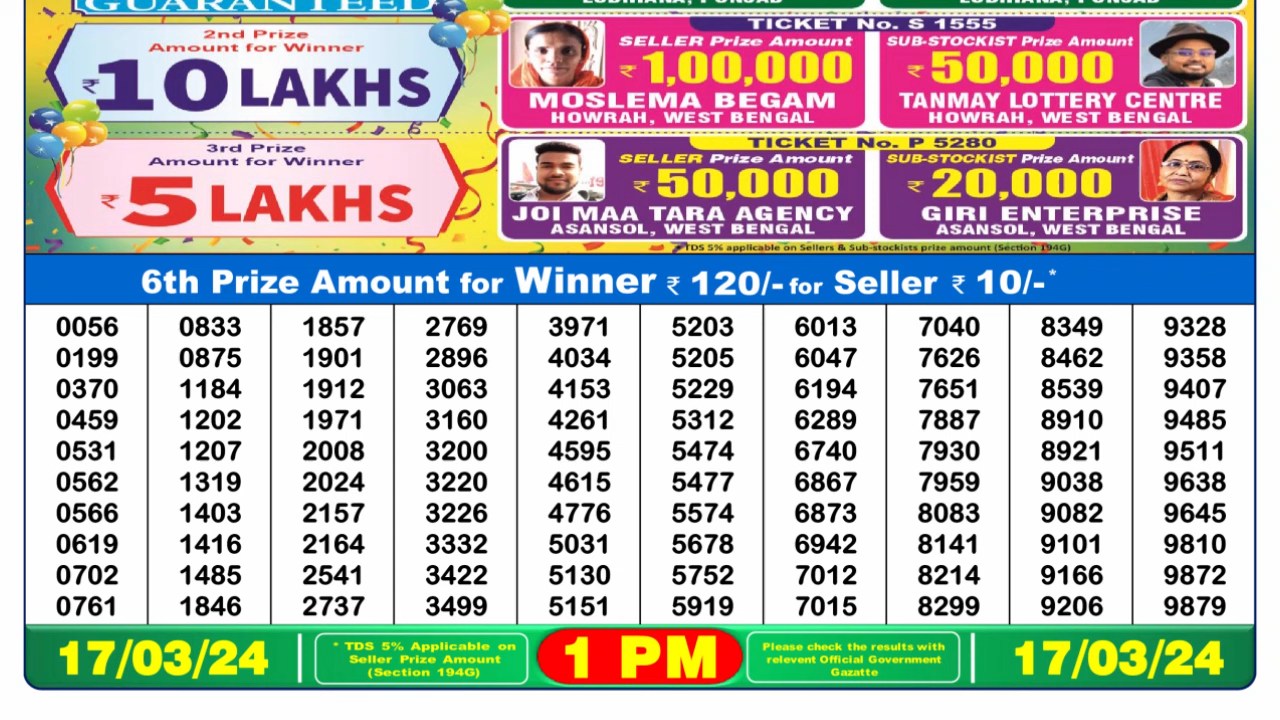 GUARANTEED
LUDHIANA, PUNJAB LUDHIANA, PUNJAB
2nd Prize
Amount for Winner
₹10 LAKHS
TICKET No. S 1555
SELLER Prize Amount
₹1,00,000
MOSLEMA BEGAM
HOWRAH, WEST BENGAL
SUB-STOCKIST Prize Amount
₹50,000
TANMAY LOTTERY CENTRE
HOWRAH, WEST BENGAL
3rd Prize
Amount for Winner
₹5 LAKHS
TICKET No. P 5280
SELLER Prize Amount
₹50,000
JOI MAA TARA AGENCY
ASANSOL, WEST BENGAL
SUB-STOCKIST Prize Amount
₹20,000
GIRI ENTERPRISE
ASANSOL, WEST BENGAL
*TDS 5% applicable on Sellers & Sub-stockists prize amount (Section 194G)
6th Prize Amount for Winner ₹ 120/- for Seller ₹ 10/-*
0056 0833 1857 2769 3971 5203 6013 7040 8349 9328
0199 0875 1901 2896 4034 5205 6047 7626 8462 9358
0370 1184 1912 3063 4153 5229 6194 7651 8539 9407
0459 1202 1971 3160 4261 5312 6289 7887 8910 9485
0531 1207 2008 3200 4595 5474 6740 7930 8921 9511
0562 1319 2024 3220 4615 5477 6867 7959 9038 9638
0566 1403 2157 3226 4776 5574 6873 8083 9082 9645
0619 1416 2164 3332 5031 5678 6942 8141 9101 9810
0702 1485 2541 3422 5130 5752 7012 8214 9166 9872
0761 1846 2737 3499 5151 5919 7015 8299 9206 9879
17/03/24
* TDS 5% Applicable on
Seller Prize Amount
(Section 194G)
1 PM
Please check the results with
relevent Official Government
Gazatte
17/03/24